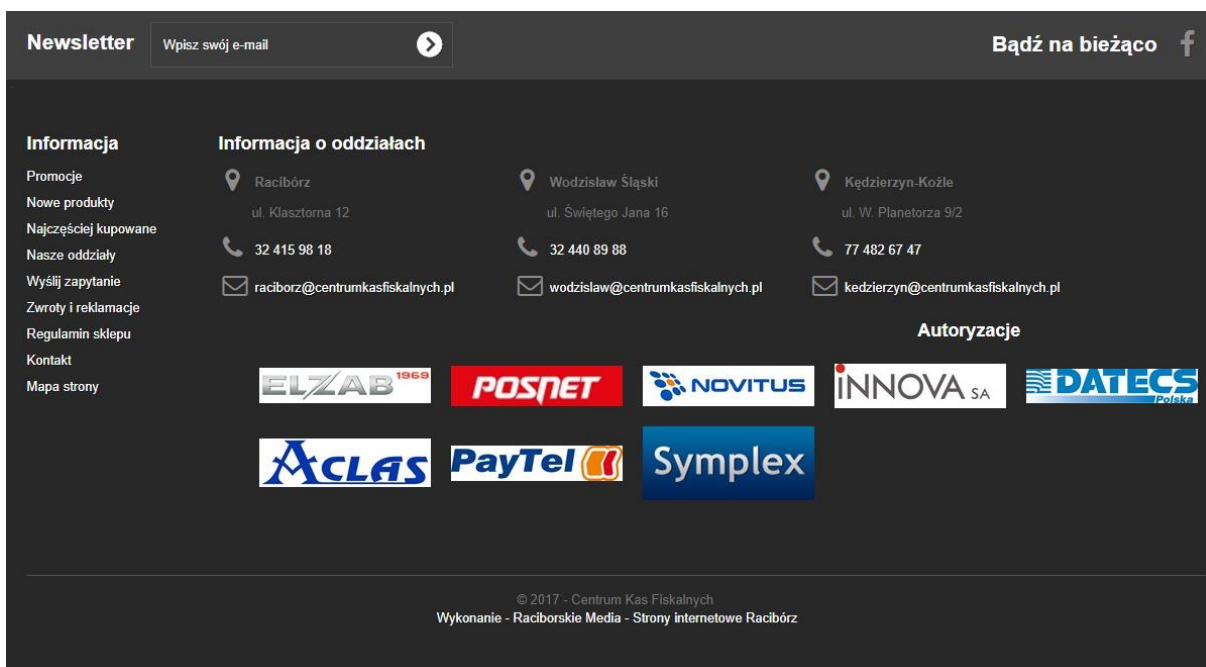 Newsletter
Wpisz swój e-mail
Bądź na bieżąco
Informacja
Promocje
Nowe produkty
Najczęściej kupowane
Nasze oddziały
Wyślij zapytanie
Zwroty i reklamacje
Regulamin sklepu
Kontakt
Mapa strony
Informacja o oddziałach
Racibórz
ul. Klasztorna 12
32 415 98 18
raciborz@centrumkasfiskalnych.pl
Wodzisław Śląski
ul. Świętego Jana 16
32 440 89 88
wodzislaw@centrumkasfiskalnych.pl
Kędzierzyn-Koźle
ul. W. Planetorza 9/2
77 482 67 47
kedzierzyn@centrumkasfiskalnych.pl
Autoryzacje
ELZAB 1969
POSNET
NOVITUS
INNOVA SA
DATECS
Polska
ACLAS
PayTel
Symplex
© 2017 - Centrum Kas Fiskalnych
Wykonanie - Raciborskie Media - Strony internetowe Racibórz